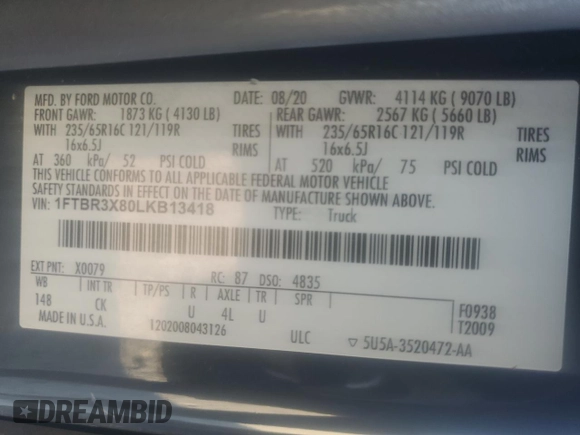 MFD. BY FORD MOTOR CO. DATE: 08/20 GVWR: 4114 KG ( 9070 LB)
FRONT GAWR: 1873 KG ( 4130 LB) REAR GAWR: 2567 KG ( 5660 LB)
WITH 235/65R16C 121/119R TIRES WITH 235/65R16C 121/119R TIRES
16x6.5J RIMS 16x6.5J RIMS
AT 360 kPa/ 52 PSI COLD AT 520 kPa/ 75 PSI COLD
THIS VEHICLE CONFORMS TO ALL APPLICABLE FEDERAL MOTOR VEHICLE
SAFETY STANDARDS IN EFFECT ON THE DATE OF MANUFACTURE SHOWN ABOVE.
VIN: 1FTBR3X80LKB13418 TYPE: Truck
EXT PNT: X0079 RC: 87 DSO: 4835
WB INT TR TP/PS R AXLE TR SPR
148 CK U 4L U
F0938
T2009
MADE IN U.S.A. T202008043126 ULC ▽ 5U5A-3520472-AA
DREAMBID